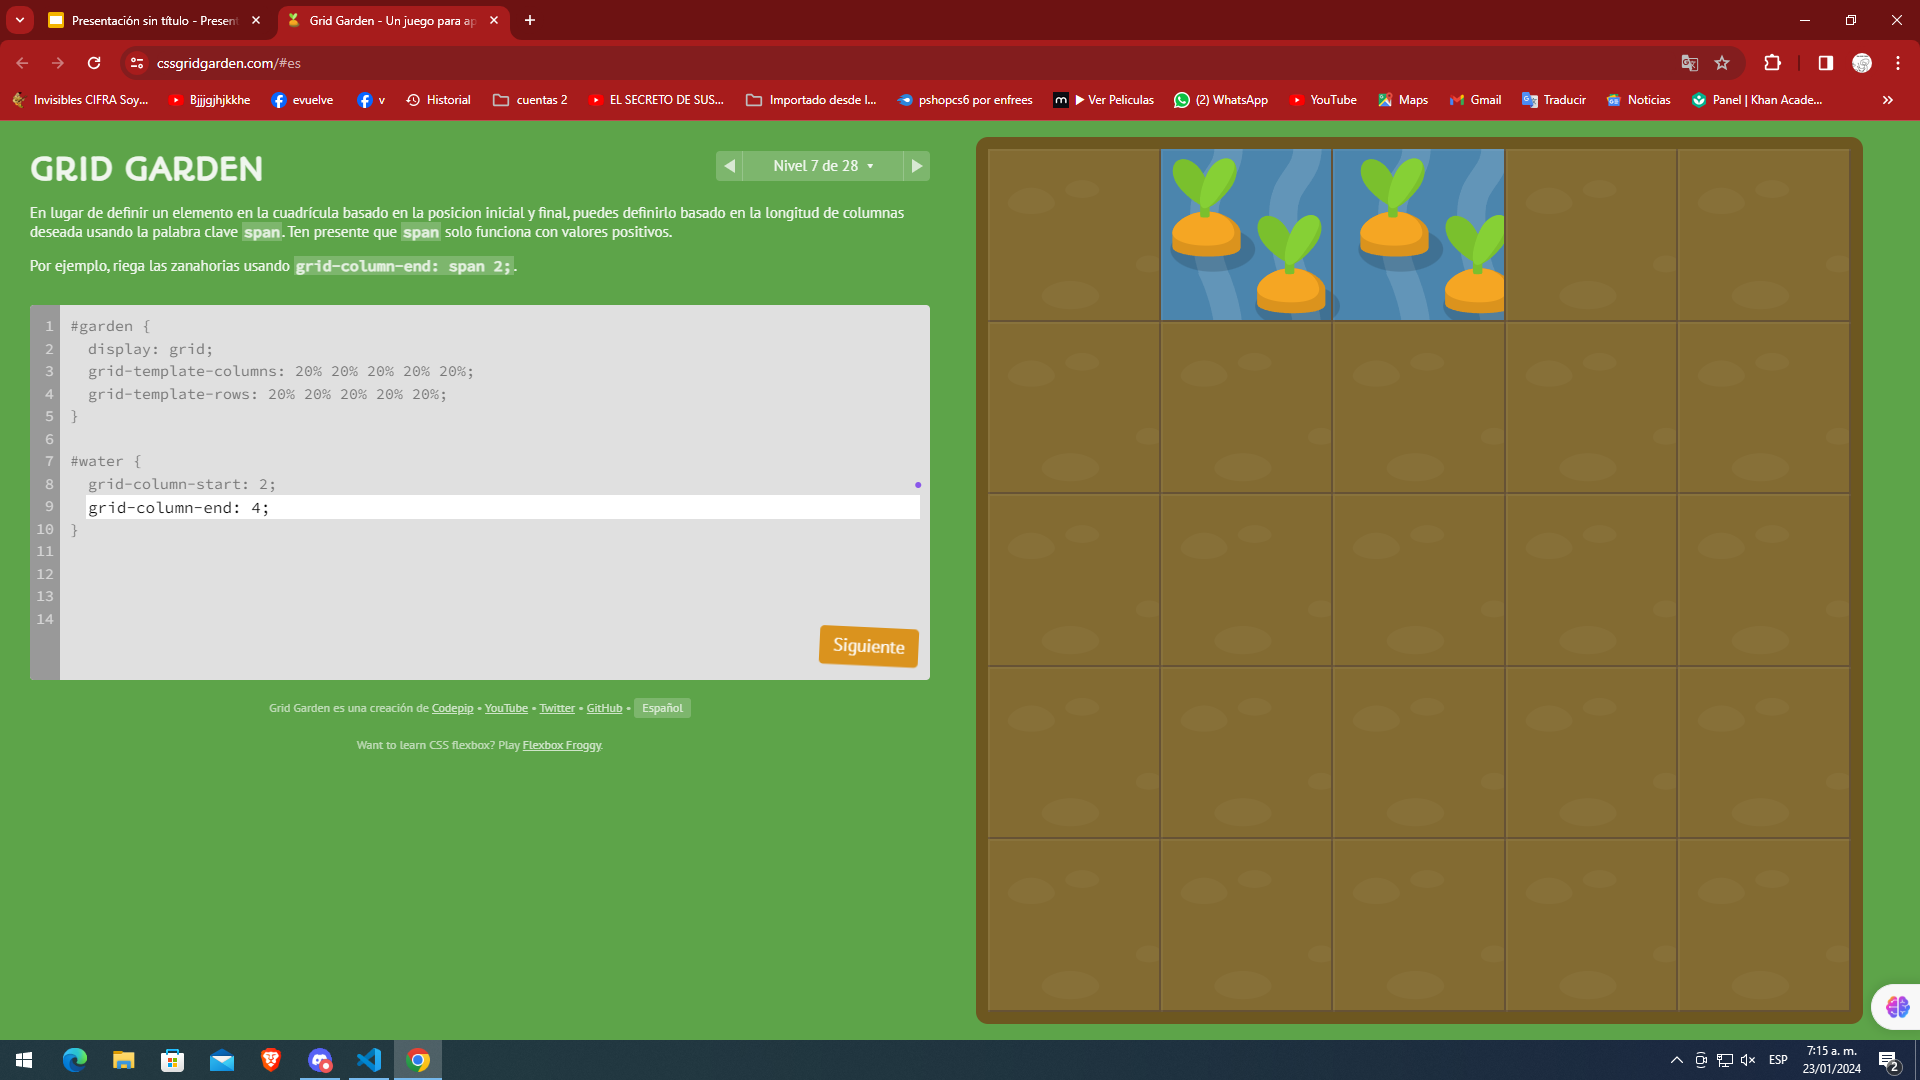 Presentación sin título - Present
Grid Garden - Un juego para ap
cssgridgarden.com/#es
Invisibles CIFRA Soy...
Bjjjgjhjkkhe
evuelve
v
Historial
cuentas 2
EL SECRETO DE SUS...
Importado desde l...
pshopcs6 por enfrees
m
▶ Ver Peliculas
(2) WhatsApp
YouTube
Maps
Gmail
Traducir
Noticias
Panel | Khan Acade...
»
GRID GARDEN
Nivel 7 de 28
En lugar de definir un elemento en la cuadrícula basado en la posicion inicial y final, puedes definirlo basado en la longitud de columnas
deseada usando la palabra clave span. Ten presente que span solo funciona con valores positivos.
Por ejemplo, riega las zanahorias usando grid-column-end: span 2;.
1 #garden {
2 display: grid;
3 grid-template-columns: 20% 20% 20% 20% 20%;
4 grid-template-rows: 20% 20% 20% 20% 20%;
5 }
6
7 #water {
8 grid-column-start: 2;
9 grid-column-end: 4;
10 }
11
12
13
14
Siguiente
Grid Garden es una creación de Codepip • YouTube • Twitter • GitHub • Español
Want to learn CSS flexbox? Play Flexbox Froggy.
ESP
7:15 a. m.
23/01/2024
2